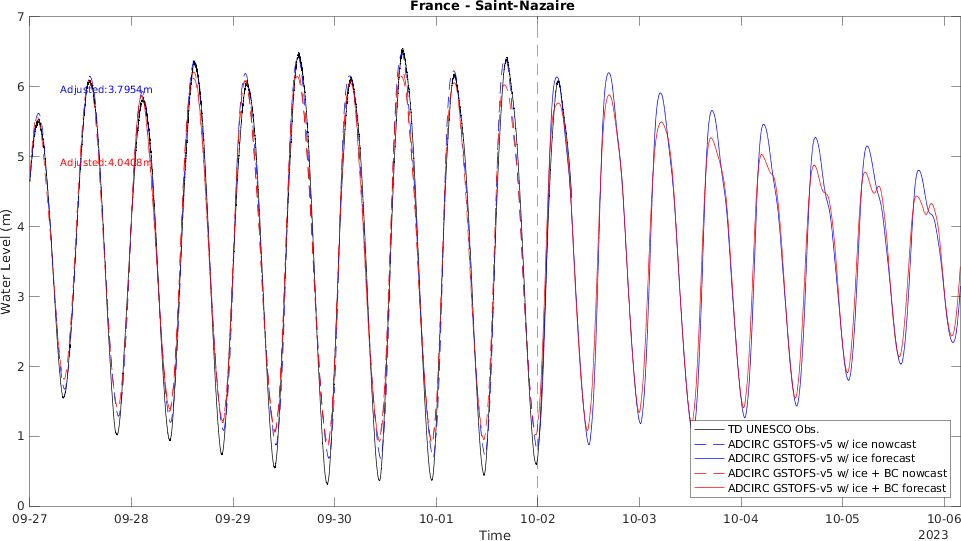 France - Saint-Nazaire
7
6
5
4
3
2
1
0
Water Level (m)
Adjusted:3.7954m
Adjusted:4.0408m
TD UNESCO Obs.
ADCIRC GSTOFS-v5 w/ ice nowcast
ADCIRC GSTOFS-v5 w/ ice forecast
ADCIRC GSTOFS-v5 w/ ice + BC nowcast
ADCIRC GSTOFS-v5 w/ ice + BC forecast
09-27 09-28 09-29 09-30 10-01 10-02 10-03 10-04 10-05 10-06
2023
Time